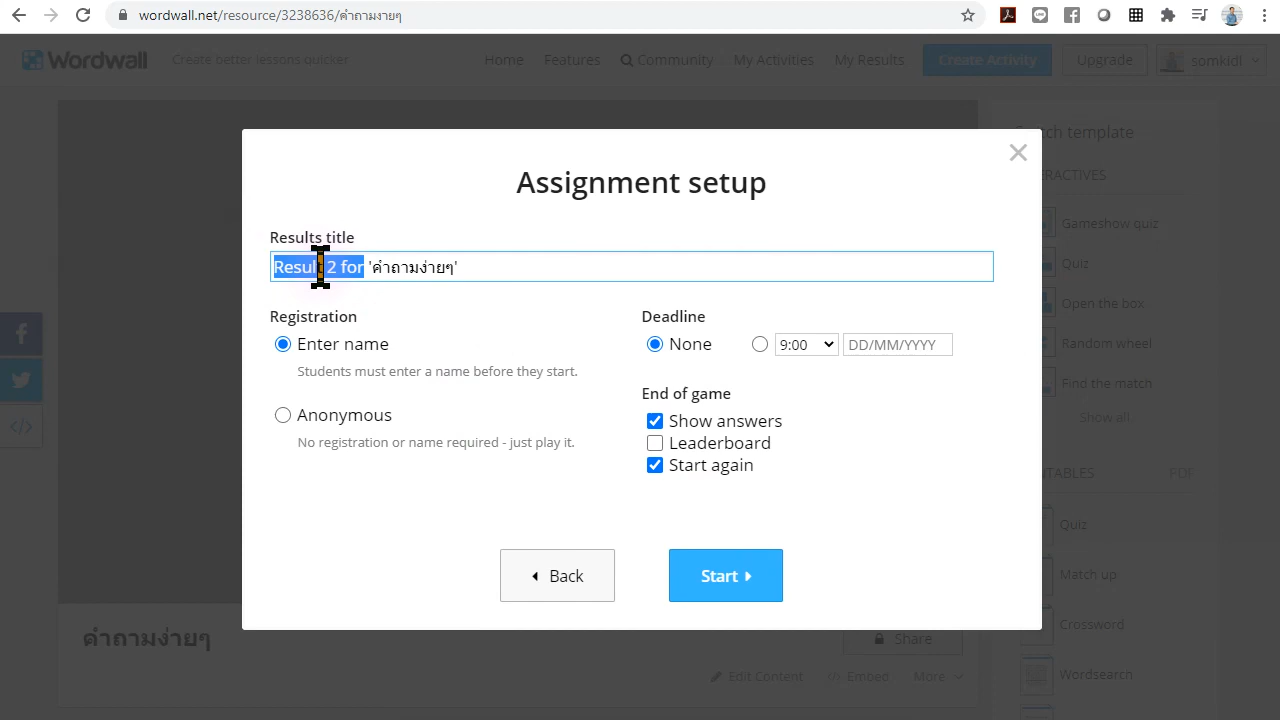 wordwall.net/resource/3238636/คำถามง่ายๆ
Wordwall
Create better lessons quicker
Home
Features
Community
My Activities
My Results
Create Activity
Upgrade
somkidl
template
Assignment setup
Results title
Result 2 for 'คำถามง่ายๆ'
Registration
Enter name
Students must enter a name before they start.
Anonymous
No registration or name required - just play it.
Deadline
None
9:00
DD/MM/YYYY
End of game
Show answers
Leaderboard
Start again
Back
Start
Gameshow quiz
Quiz
Open the box
Random wheel
Find the match
Show all
PDF
Quiz
Match up
Crossword
Wordsearch
คำถามง่ายๆ
Share
Edit Content
Embed
More